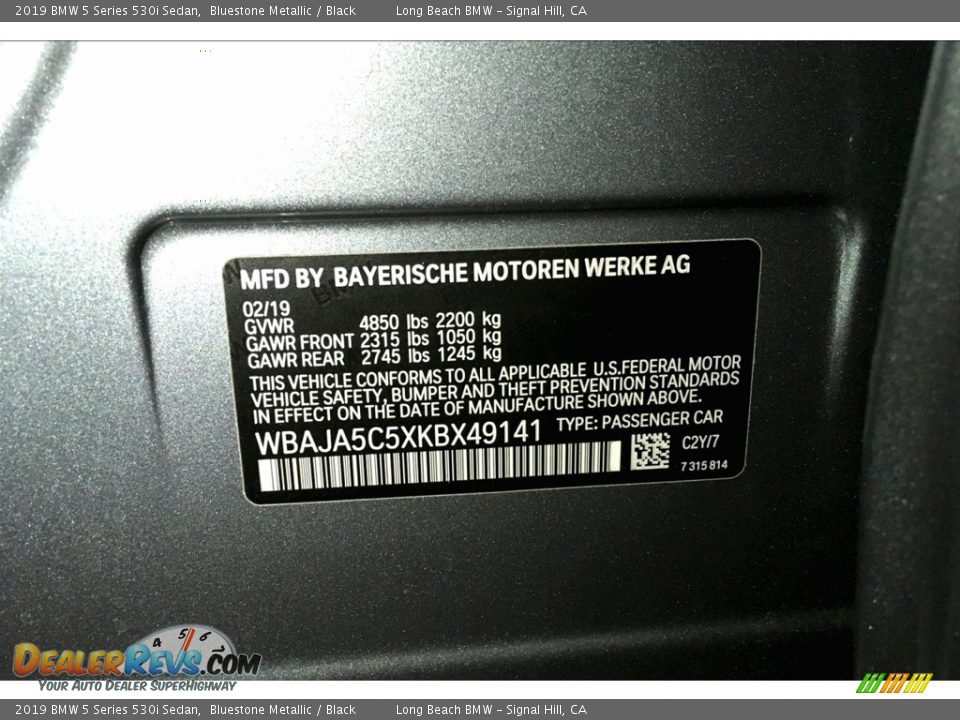 2019 BMW 5 Series 530i Sedan, Bluestone Metallic / Black Long Beach BMW – Signal Hill, CA
MFD BY BAYERISCHE MOTOREN WERKE AG
02/19
GVWR 4850 lbs 2200 kg
GAWR FRONT 2315 lbs 1050 kg
GAWR REAR 2745 lbs 1245 kg
THIS VEHICLE CONFORMS TO ALL APPLICABLE U.S.FEDERAL MOTOR
VEHICLE SAFETY, BUMPER AND THEFT PREVENTION STANDARDS
IN EFFECT ON THE DATE OF MANUFACTURE SHOWN ABOVE.
WBAJA5C5XKBX49141 TYPE: PASSENGER CAR
C2Y/7
7 315 814
4 5 6
DEALERREVS.COM
YOUR AUTO DEALER SUPERHIGHWAY
2019 BMW 5 Series 530i Sedan, Bluestone Metallic / Black Long Beach BMW – Signal Hill, CA